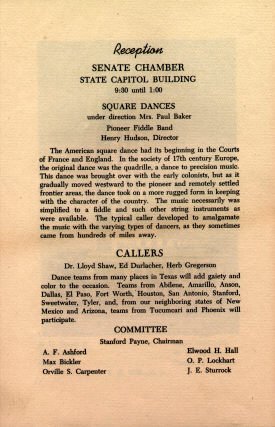 Reception
SENATE CHAMBER
STATE CAPITOL BUILDING
9:30 until 1:00
SQUARE DANCES
under direction Mrs. Paul Baker
Pioneer Fiddle Band
Henry Hudson, Director
The American square dance had its beginning in the Courts
of France and England. In the society of 17th century Europe,
the original dance was the quadrille, a dance to precision music.
This dance was brought over with the early colonists, but as it
gradually moved westward to the pioneer and remotely settled
frontier areas, the dance took on a more rugged form in keeping
with the character of the country. The music necessarily was
simplified to a fiddle and such other string instruments as
were available. The typical caller developed to amalgamate
the music with the varying types of dancers, as they sometimes
came from hundreds of miles away.
CALLERS
Dr. Lloyd Shaw, Ed Durlacher, Herb Gregerson
Dance teams from many places in Texas will add gaiety and
color to the occasion. Teams from Abilene, Amarillo, Anson,
Dallas, El Paso, Fort Worth, Houston, San Antonio, Stanford,
Sweetwater, Tyler, and, from our neighboring states of New
Mexico and Arizona, teams from Tucumcari and Phoenix will
participate.
COMMITTEE
Stanford Payne, Chairman
A. F. Ashford
Max Bickler
Orville S. Carpenter
Elwood H. Hall
O. P. Lockhart
J. E. Sturrock